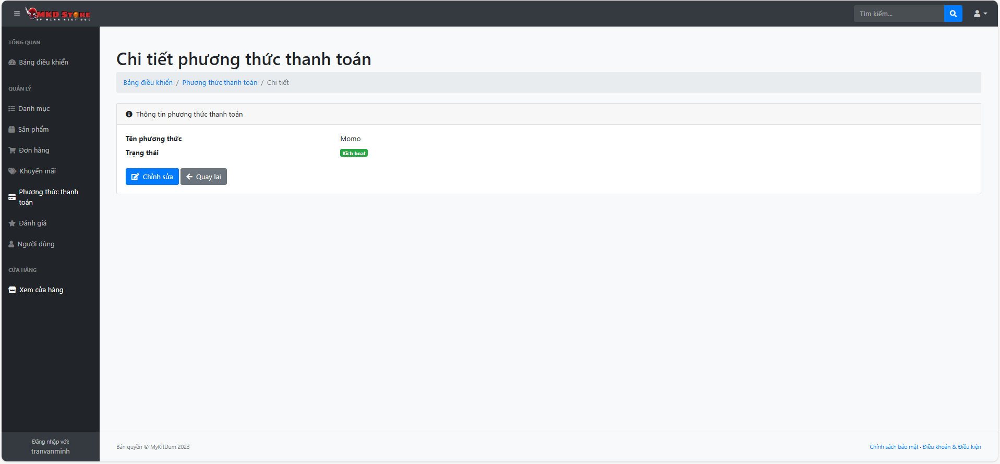 MKD STORE
BY MINH KIET DUC
Tìm kiếm...
TỔNG QUAN
Bảng điều khiển
QUẢN LÝ
Danh mục
Sản phẩm
Đơn hàng
Khuyến mãi
Phương thức thanh
toán
Đánh giá
Người dùng
CỬA HÀNG
Xem cửa hàng
Đăng nhập với:
tranvanminh
Chi tiết phương thức thanh toán
Bảng điều khiển / Phương thức thanh toán / Chi tiết
Thông tin phương thức thanh toán
Tên phương thức Momo
Trạng thái Kích hoạt
Chỉnh sửa Quay lại
Bản quyền © MyKitDum 2023
Chính sách bảo mật · Điều khoản & Điều kiện